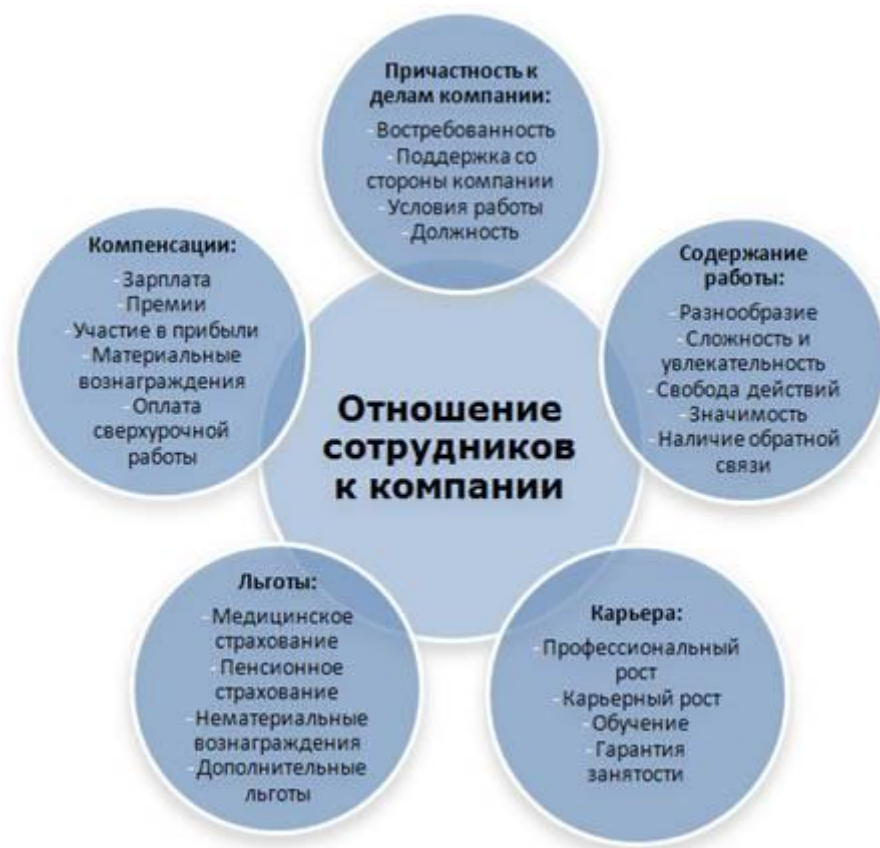 Причастность к
делам компании:
-Востребованность
-Поддержка со
стороны компании
-Условия работы
-Должность
Компенсации:
-Зарплата
-Премии
-Участие в прибыли
-Материальные
вознаграждения
-Оплата
сверхурочной
работы
Содержание
работы:
-Разнообразие
-Сложность и
увлекательность
-Свобода действий
-Значимость
-Наличие обратной
связи
Отношение
сотрудников
к компании
Льготы:
-Медицинское
страхование
-Пенсионное
страхование
-Нематериальные
вознаграждения
-Дополнительные
льготы
Карьера:
-Профессиональный
рост
-Карьерный рост
-Обучение
-Гарантия
занятости